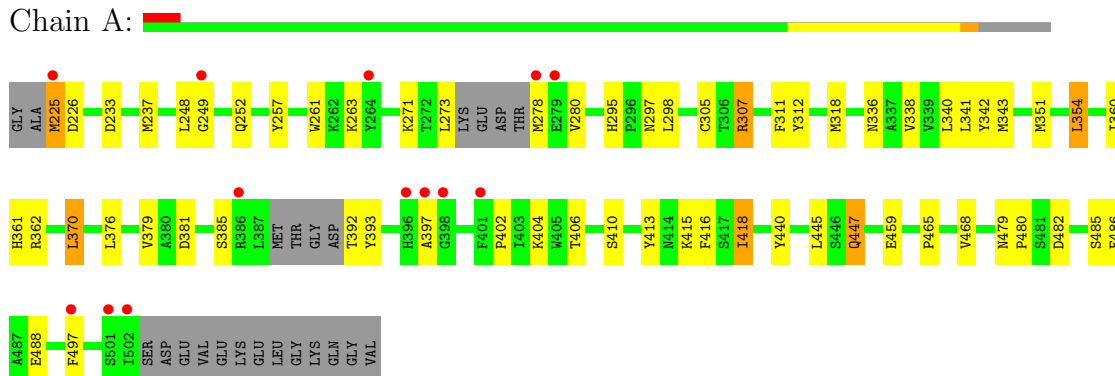 Chain A:
GLY ALA M225 D226 D233 M237 L248 G249 Q252 Y257 W261 K262 K263 Y264 K271 T272 L273 LYS GLU ASP THR M278 E279 V280 H295 P296 N297 L298 C305 T306 R307 F311 Y312 M318 N336 A337 V338 V339 L340 L341 Y342 M343 M351 L354 I360
H361 R362 L370 L376 V379 A380 D381 S385 R386 L387 MET THR GLY ASP T392 Y393 H396 A397 G398 F401 P402 I403 K404 W405 T406 S410 Y413 N414 K415 F416 S417 I418 Y440 L445 S446 Q447 E459 P465 V468 N479 P480 S481 D482 S485 E486
A487 E488 F497 S501 I502 SER ASP GLU VAL GLU LYS GLU LEU GLY LYS GLN GLY VAL